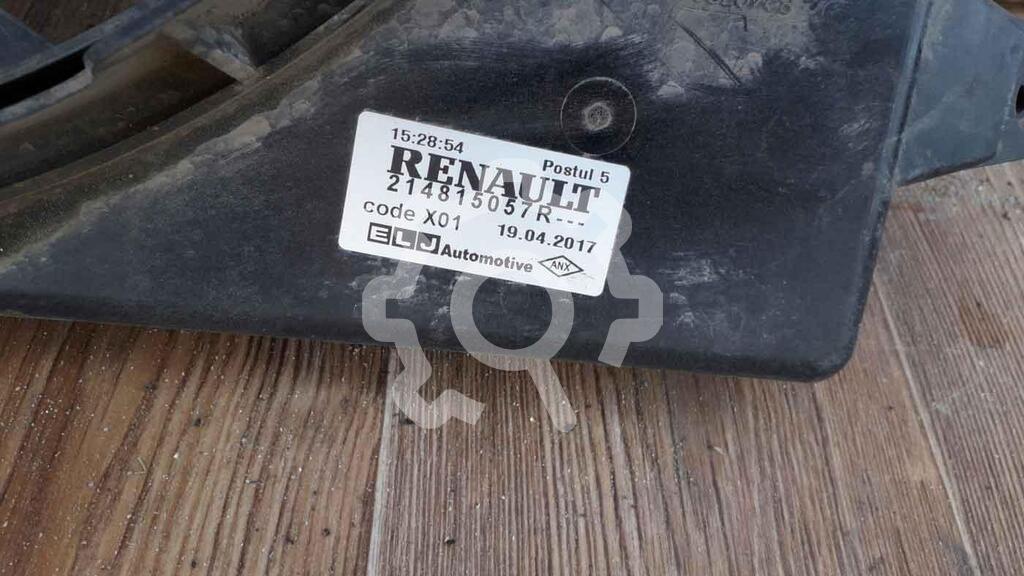 15:28:54 Postul 5
RENAULT
214815057R---
code X01 19.04.2017
ELJ Automotive ANX